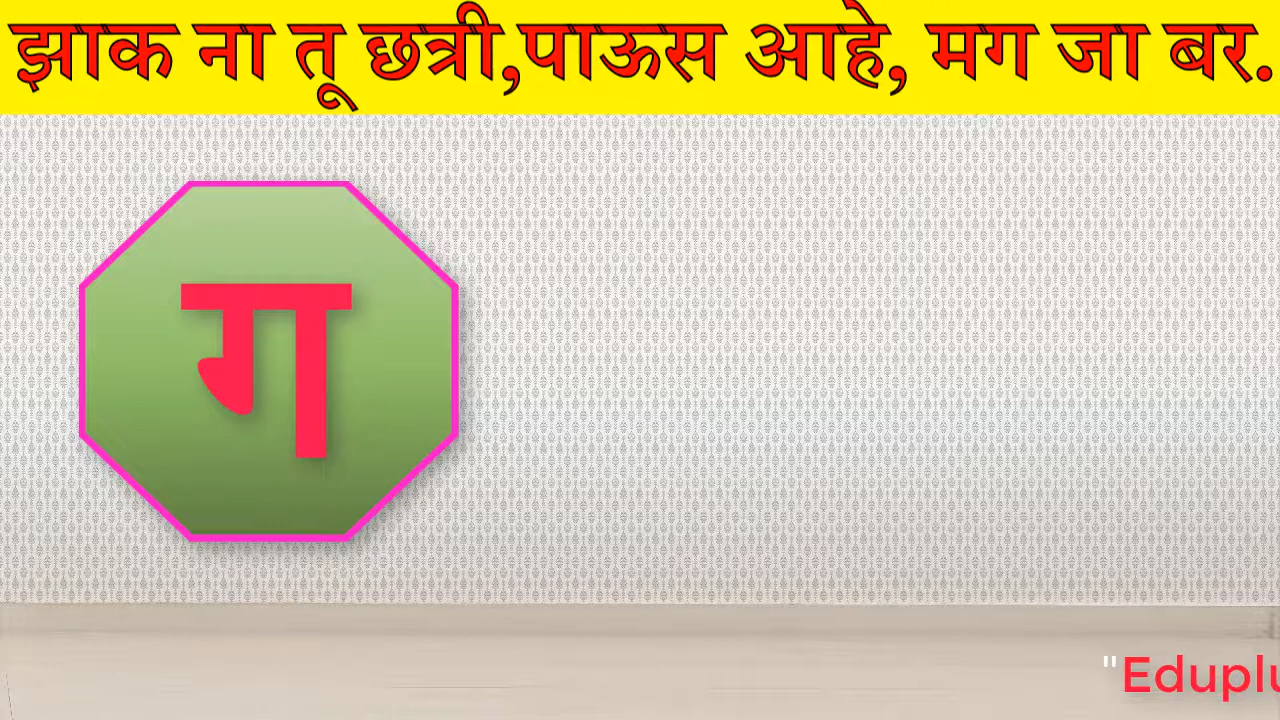 झाक ना तू छत्री,पाऊस आहे, मग जा बर.
ग
"Eduplu